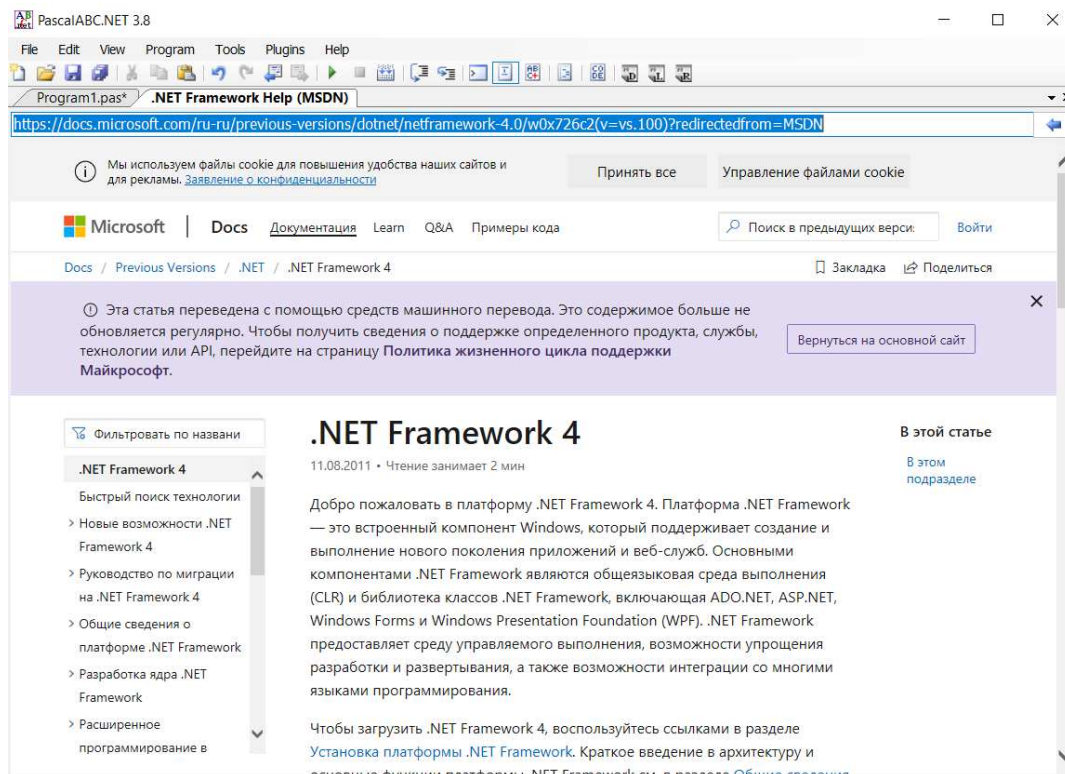 PascalABC.NET 3.8
File Edit View Program Tools Plugins Help
Program1.pas* .NET Framework Help (MSDN)
https://docs.microsoft.com/ru-ru/previous-versions/dotnet/netframework-4.0/w0x726c2(v=vs.100)?redirectedfrom=MSDN
Мы используем файлы cookie для повышения удобства наших сайтов и
для рекламы. Заявление о конфиденциальности
Принять все
Управление файлами cookie
Microsoft Docs Документация Learn Q&A Примеры кода
Поиск в предыдущих верси:
Войти
Docs / Previous Versions / .NET / .NET Framework 4
Закладка
Поделиться
Эта статья переведена с помощью средств машинного перевода. Это содержимое больше не
обновляется регулярно. Чтобы получить сведения о поддержке определенного продукта, службы,
технологии или API, перейдите на страницу Политика жизненного цикла поддержки
Майкрософт.
Вернуться на основной сайт
Фильтровать по названи
.NET Framework 4
Быстрый поиск технологии
Новые возможности .NET
Framework 4
Руководство по миграции
на .NET Framework 4
Общие сведения о
платформе .NET Framework
Разработка ядра .NET
Framework
Расширенное
программирование в
.NET Framework 4
11.08.2011 • Чтение занимает 2 мин
Добро пожаловать в платформу .NET Framework 4. Платформа .NET Framework
— это встроенный компонент Windows, который поддерживает создание и
выполнение нового поколения приложений и веб-служб. Основными
компонентами .NET Framework являются общеязыковая среда выполнения
(CLR) и библиотека классов .NET Framework, включающая ADO.NET, ASP.NET,
Windows Forms и Windows Presentation Foundation (WPF). .NET Framework
предоставляет среду управляемого выполнения, возможности упрощения
разработки и развертывания, а также возможности интеграции со многими
языками программирования.
Чтобы загрузить .NET Framework 4, воспользуйтесь ссылками в разделе
Установка платформы .NET Framework. Краткое введение в архитектуру и
основные функции платформы .NET Framework см. в разделе Общие сведения
В этой статье
В этом
подразделе